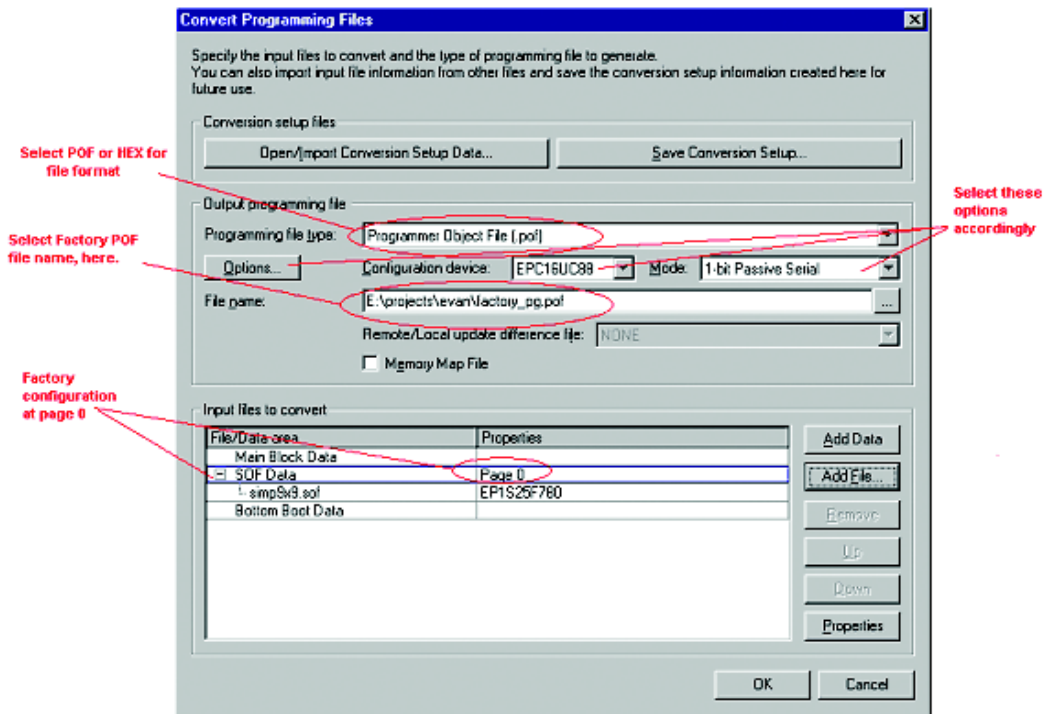 Convert Programming Files
Specify the input files to convert and the type of programming file to generate.
You can also import input file information from other files and save the conversion setup information created here for
future use.
Conversion setup files
Open/Import Conversion Setup Data...
Save Conversion Setup...
Select POF or HEX for
file format
Output programming file
Select these
options
accordingly
Programming file type:
Programmer Object File (.pof)
Select Factory POF
file name, here.
Options...
Configuration device:
EPC16UC88
Mode:
1-bit Passive Serial
File name:
E:\projects\evan\factory_pg.pof
...
Remote/Local update difference file:
NONE
Memory Map File
Factory
configuration
at page 0
Input files to convert
File/Data area
Properties
Add Data
Main Block Data
SOF Data
Page 0
Add File...
simp9x9.sof
EP1S25F780
Bottom Boot Data
Remove
Up
Down
Properties
OK
Cancel